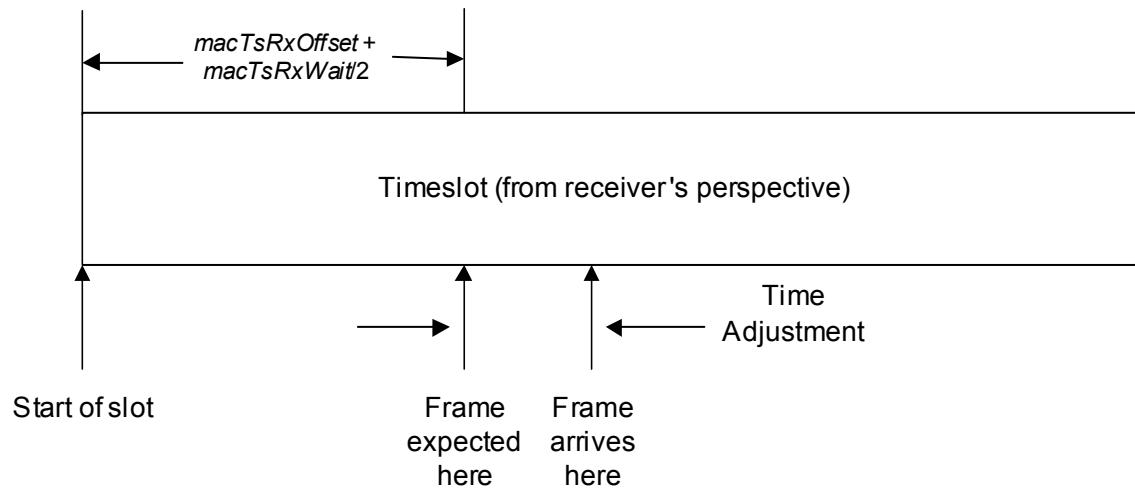 macTsRxOffset +
macTsRxWait/2
Timeslot (from receiver's perspective)
Time
Adjustment
Start of slot
Frame
expected
here
Frame
arrives
here